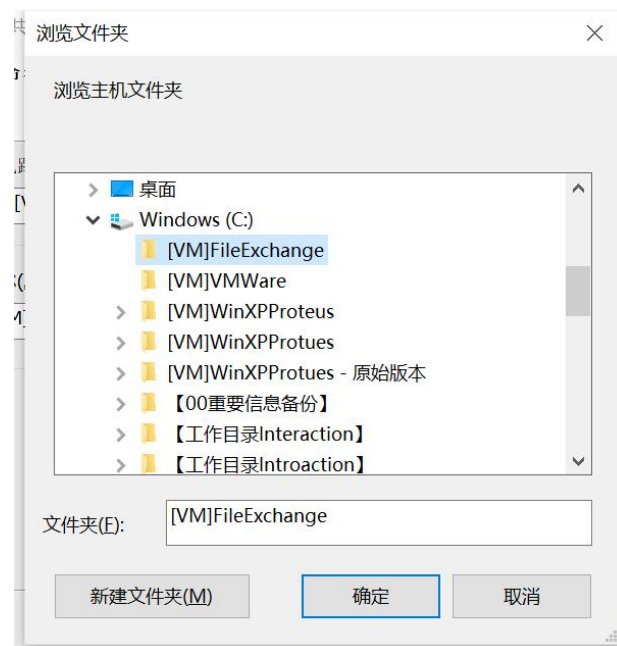 浏览文件夹
浏览主机文件夹
桌面
Windows (C:)
[VM]FileExchange
[VM]VMWare
[VM]WinXPProteus
[VM]WinXPProtues
[VM]WinXPProtues - 原始版本
【00重要信息备份】
【工作目录Interaction】
【工作目录Introaction】
文件夹(F):
[VM]FileExchange
新建文件夹(M)
确定
取消